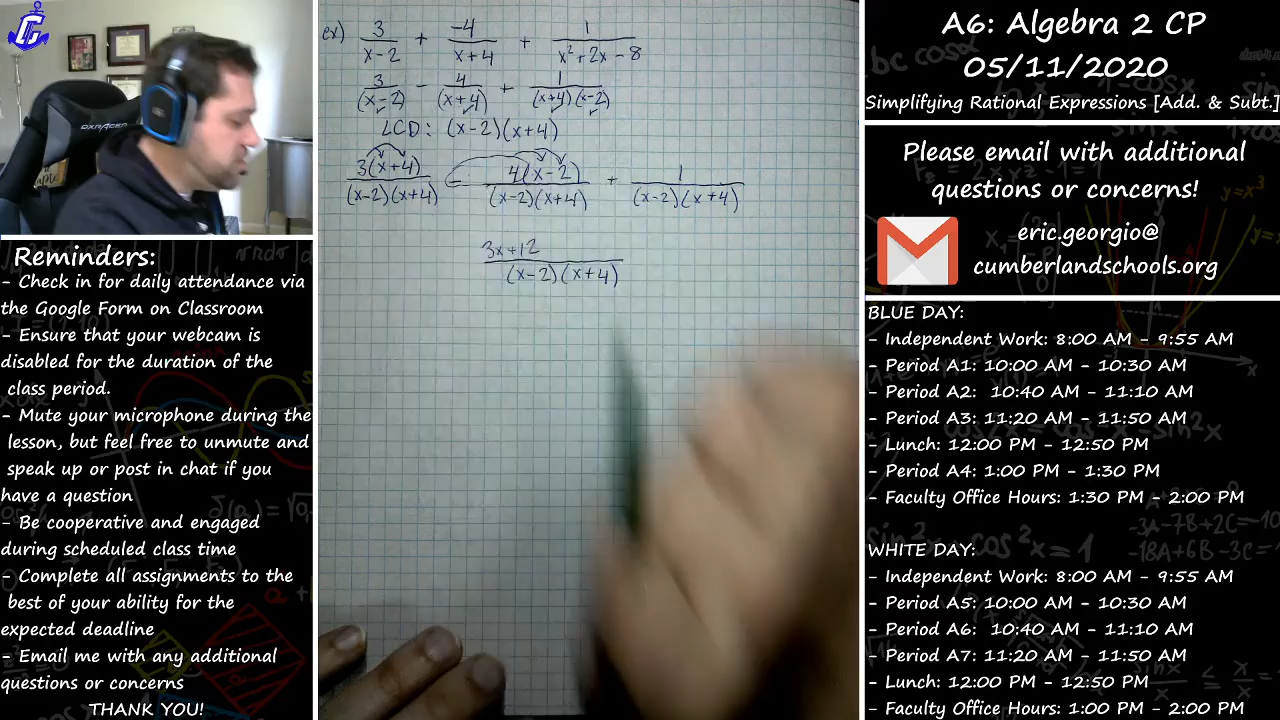 C
DXRACER
ex) 3/(x-2) + -4/(x+4) + 1/(x²+2x-8)
3/(x-2) - 4/(x+4) + 1/((x+4)(x-2))
LCD: (x-2)(x+4)
3(x+4)/((x-2)(x+4)) - 4(x-2)/((x-2)(x+4)) + 1/((x-2)(x+4))
3x+12
(x-2)(x+4)
Reminders:
- Check in for daily attendance via
the Google Form on Classroom
- Ensure that your webcam is
disabled for the duration of the
class period.
- Mute your microphone during the
lesson, but feel free to unmute and
speak up or post in chat if you
have a question
- Be cooperative and engaged
during scheduled class time
- Complete all assignments to the
best of your ability for the
expected deadline
- Email me with any additional
questions or concerns
THANK YOU!
A6: Algebra 2 CP
05/11/2020
Simplifying Rational Expressions [Add. & Subt.]
Please email with additional
questions or concerns!
eric.georgio@
cumberlandschools.org
BLUE DAY:
- Independent Work: 8:00 AM - 9:55 AM
- Period A1: 10:00 AM - 10:30 AM
- Period A2: 10:40 AM - 11:10 AM
- Period A3: 11:20 AM - 11:50 AM
- Lunch: 12:00 PM - 12:50 PM
- Period A4: 1:00 PM - 1:30 PM
- Faculty Office Hours: 1:30 PM - 2:00 PM
WHITE DAY:
- Independent Work: 8:00 AM - 9:55 AM
- Period A5: 10:00 AM - 10:30 AM
- Period A6: 10:40 AM - 11:10 AM
- Period A7: 11:20 AM - 11:50 AM
- Lunch: 12:00 PM - 12:50 PM
- Faculty Office Hours: 1:00 PM - 2:00 PM